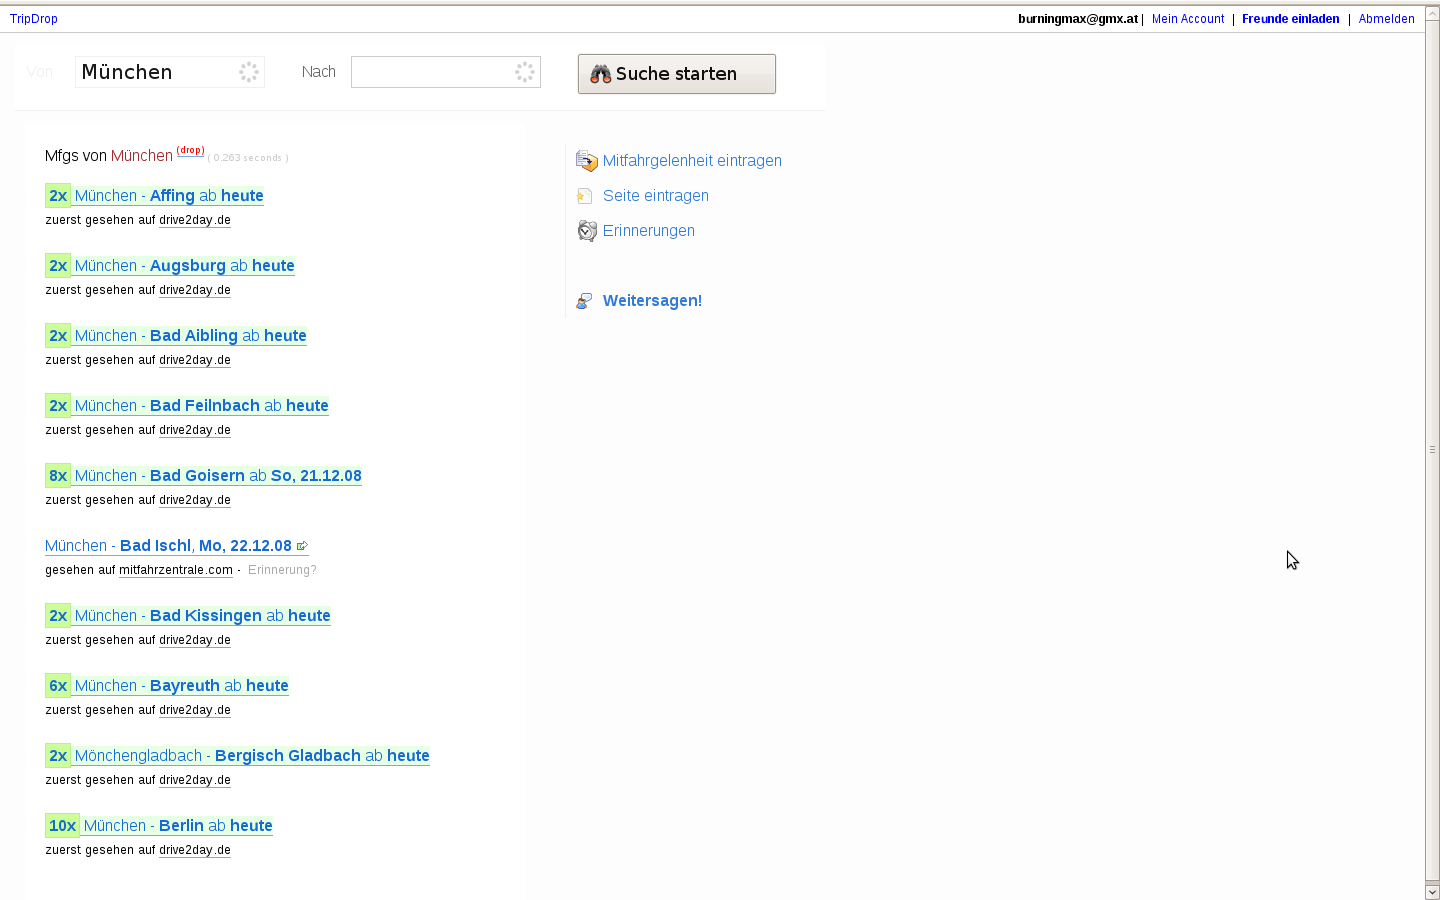 TripDrop burningmax@gmx.at | Mein Account | Freunde einladen | Abmelden
Von München Nach Suche starten
Mfgs von München (drop) ( 0.263 seconds )
2x München - Affing ab heute
zuerst gesehen auf drive2day.de
2x München - Augsburg ab heute
zuerst gesehen auf drive2day.de
2x München - Bad Aibling ab heute
zuerst gesehen auf drive2day.de
2x München - Bad Feilnbach ab heute
zuerst gesehen auf drive2day.de
8x München - Bad Goisern ab So, 21.12.08
zuerst gesehen auf drive2day.de
München - Bad Ischl, Mo, 22.12.08
gesehen auf mitfahrzentrale.com - Erinnerung?
2x München - Bad Kissingen ab heute
zuerst gesehen auf drive2day.de
6x München - Bayreuth ab heute
zuerst gesehen auf drive2day.de
2x Mönchengladbach - Bergisch Gladbach ab heute
zuerst gesehen auf drive2day.de
10x München - Berlin ab heute
zuerst gesehen auf drive2day.de
Mitfahrgelenheit eintragen
Seite eintragen
Erinnerungen
Weitersagen!